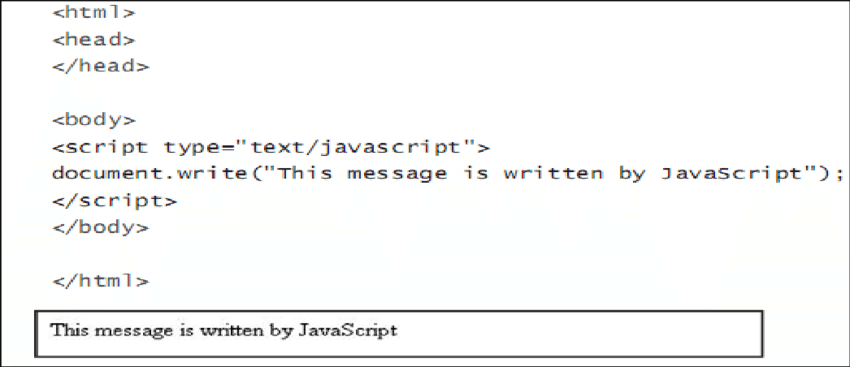 <html>
<head>
</head>
<body>
<script type="text/javascript">
document.write("This message is written by JavaScript");
</script>
</body>
</html>
This message is written by JavaScript